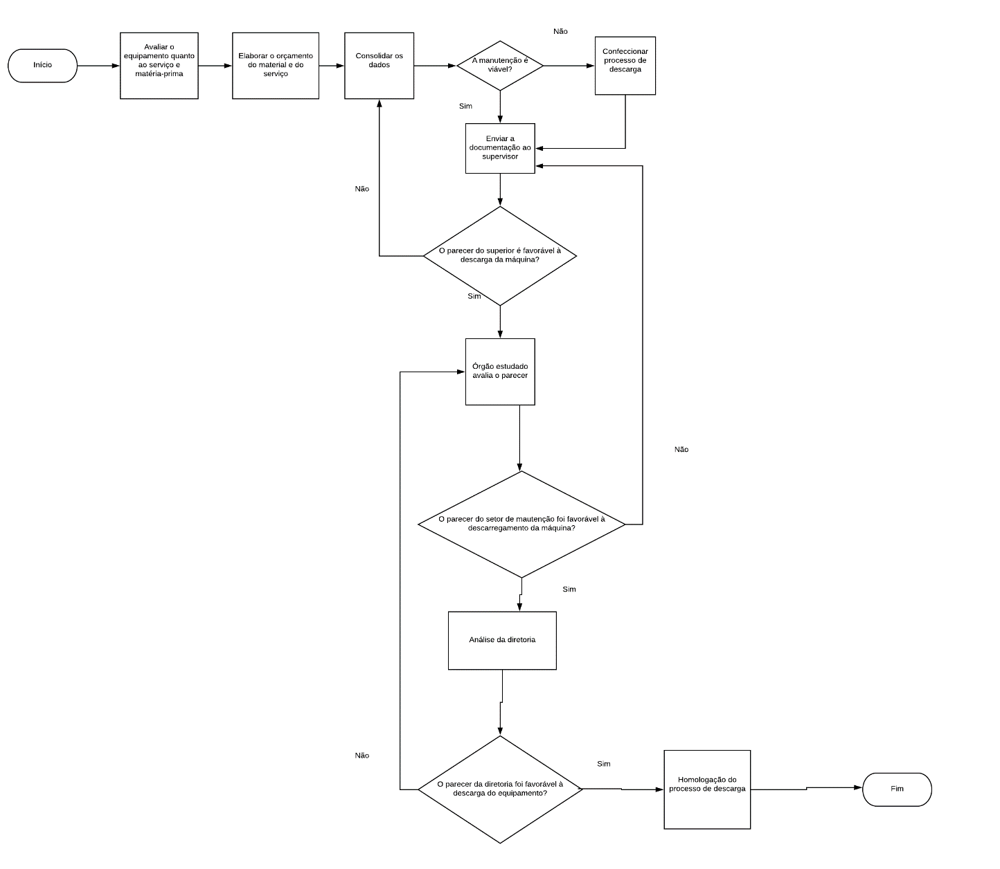 Início
Avaliar o
equipamento quanto
ao serviço e
matéria-prima
Elaborar o orçamento
do material e do
serviço
Consolidar os
dados
A manutenção é
viável?
Não
Confeccionar
processo de
descarga
Sim
Enviar a
documentação ao
supervisor
Não
O parecer do superior é favorável à
descarga da máquina?
Sim
Órgão estudado
avalia o parecer
Não
O parecer do setor de mautenção foi favorável à
descarregamento da máquina?
Sim
Análise da diretoria
Não
O parecer da diretoria foi favorável à
descarga do equipamento?
Sim
Homologação do
processo de descarga
Fim